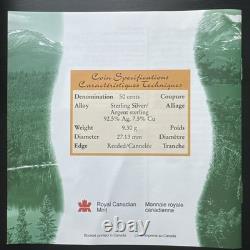 Coin Specifications
Caractéristiques Techniques
Denomination 50 cents Coupure
Alloy Sterling Silver/ Alliage
Argent sterling
92.5% Ag, 7.5% Cu
Weight 9.30 g Poids
Diameter 27.13 mm Diamètre
Edge Reeded/Cannelée Tranche
Royal Canadian Monnaie royale
Mint canadienne